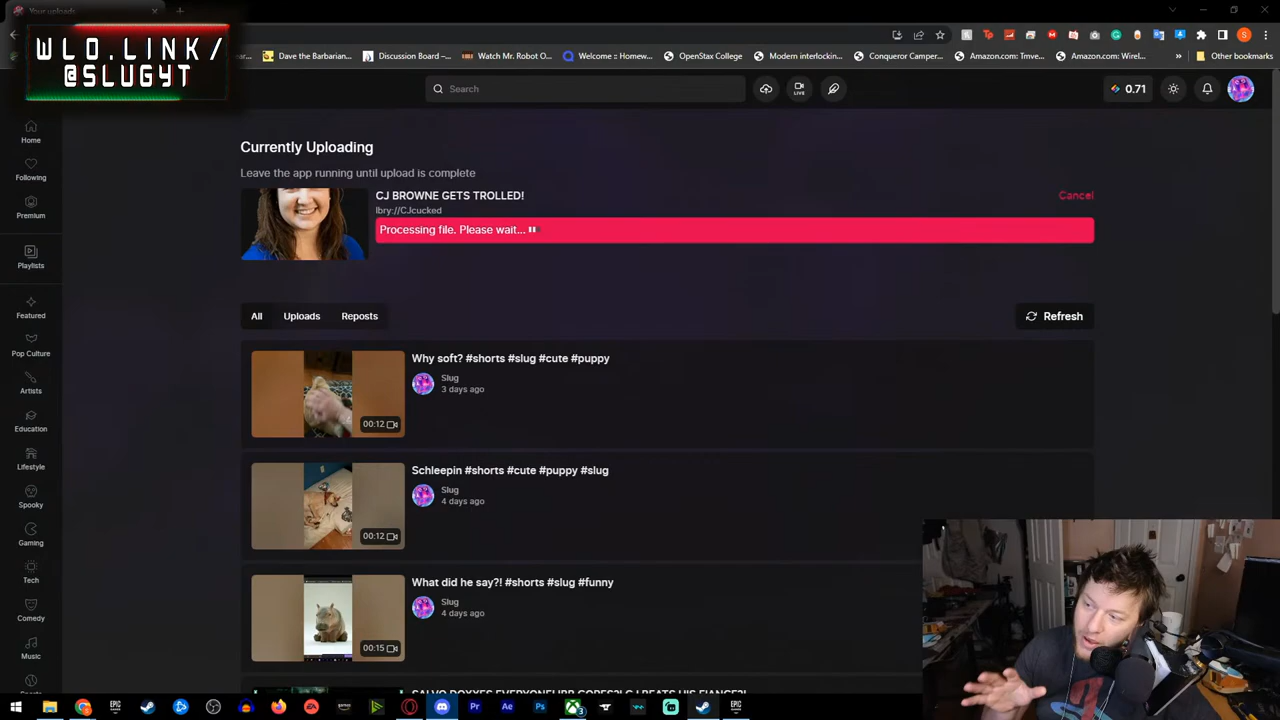 Your uploads
WLO.LINK/
@SLUGYT
Dave the Barbarian...
Discussion Board –...
Watch Mr. Robot O...
Welcome :: Homew...
OpenStax College
Modern interlockin...
Conqueror Camper...
Amazon.com: Tmve...
Amazon.com: Wirel...
Other bookmarks
Search
LIVE
0.71
Home
Following
Premium
Playlists
Featured
Pop Culture
Artists
Education
Lifestyle
Spooky
Gaming
Tech
Comedy
Music
Currently Uploading
Leave the app running until upload is complete
CJ BROWNE GETS TROLLED!
lbry://CJcucked
Cancel
Processing file. Please wait...
All
Uploads
Reposts
Refresh
Why soft? #shorts #slug #cute #puppy
Slug
3 days ago
00:12
Schleepin #shorts #cute #puppy #slug
Slug
4 days ago
00:12
What did he say?! #shorts #slug #funny
Slug
4 days ago
00:15